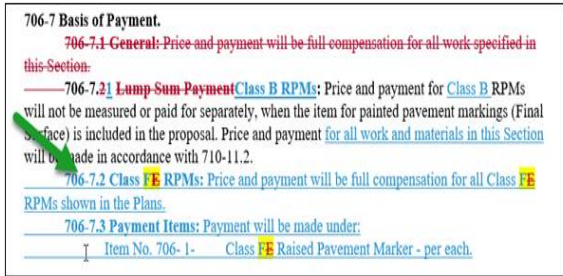 706-7 Basis of Payment.
706-7.1 General: Price and payment will be full compensation for all work specified in
this Section.
706-7.21 Lump Sum PaymentClass B RPMs: Price and payment for Class B RPMs
will not be measured or paid for separately, when the item for painted pavement markings (Final
Surface) is included in the proposal. Price and payment for all work and materials in this Section
will be made in accordance with 710-11.2.
706-7.2 Class FE RPMs: Price and payment will be full compensation for all Class FE
RPMs shown in the Plans.
706-7.3 Payment Items: Payment will be made under:
Item No. 706- 1- Class FE Raised Pavement Marker - per each.